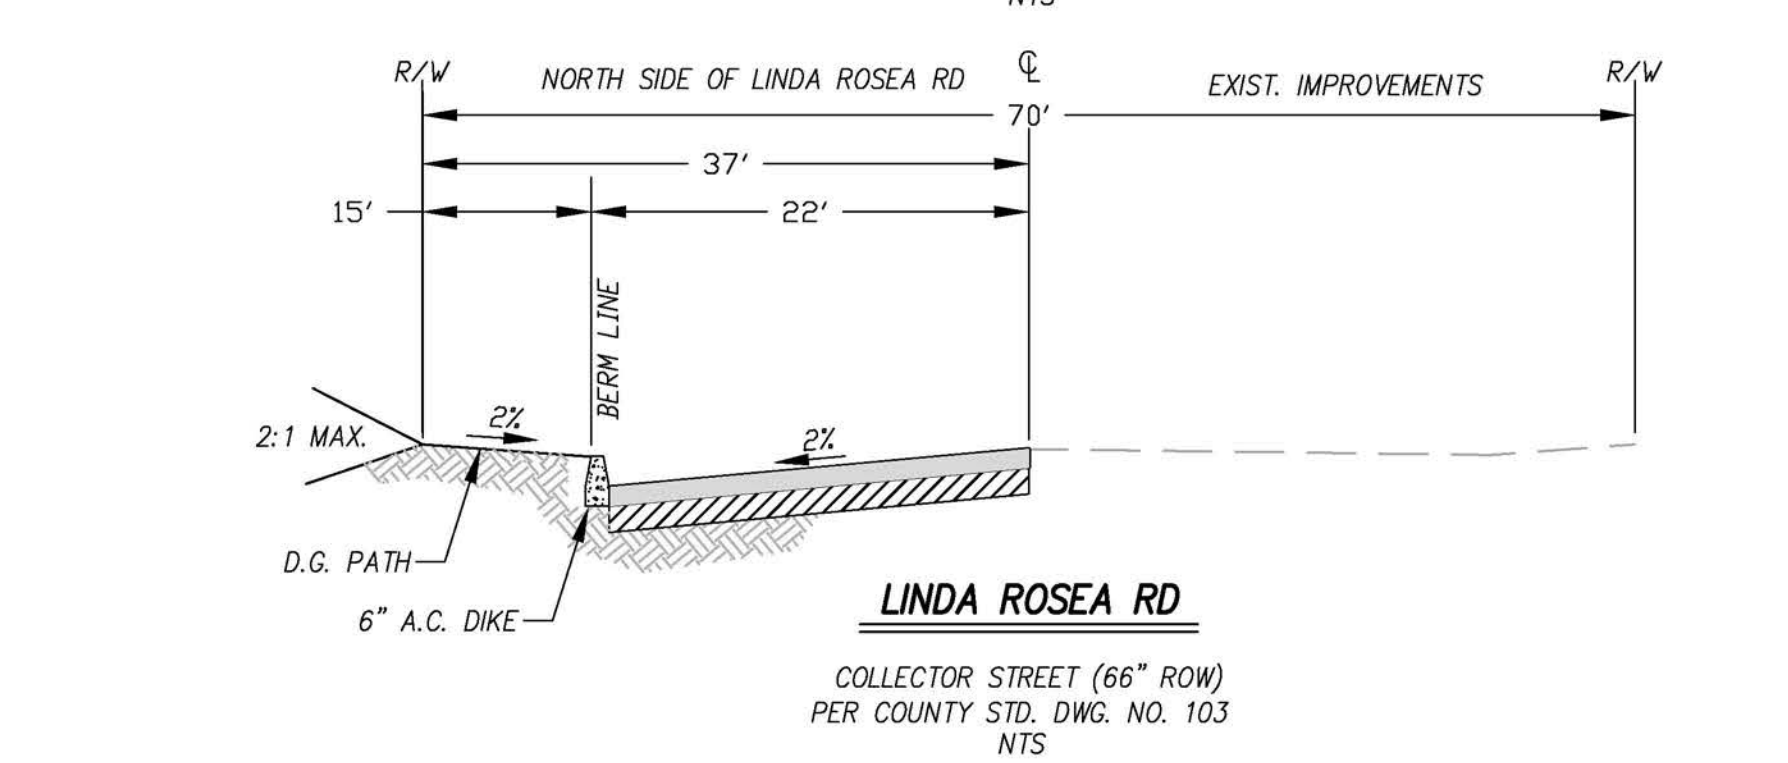 NTS
R/W
NORTH SIDE OF LINDA ROSEA RD
℄
EXIST. IMPROVEMENTS
R/W
70'
37'
15'
22'
BERM LINE
2:1 MAX.
2%
2%
D.G. PATH
6" A.C. DIKE
LINDA ROSEA RD
COLLECTOR STREET (66" ROW)
PER COUNTY STD. DWG. NO. 103
NTS